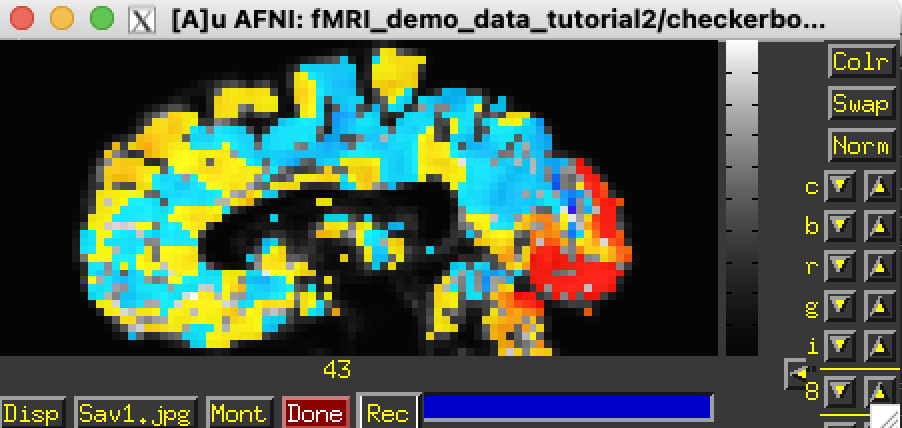 [A]u AFNI: fMRI_demo_data_tutorial2/checkerbo...
Colr
Swap
Norm
c
b
r
g
i
8
43
Disp Sav1.jpg Mont Done Rec